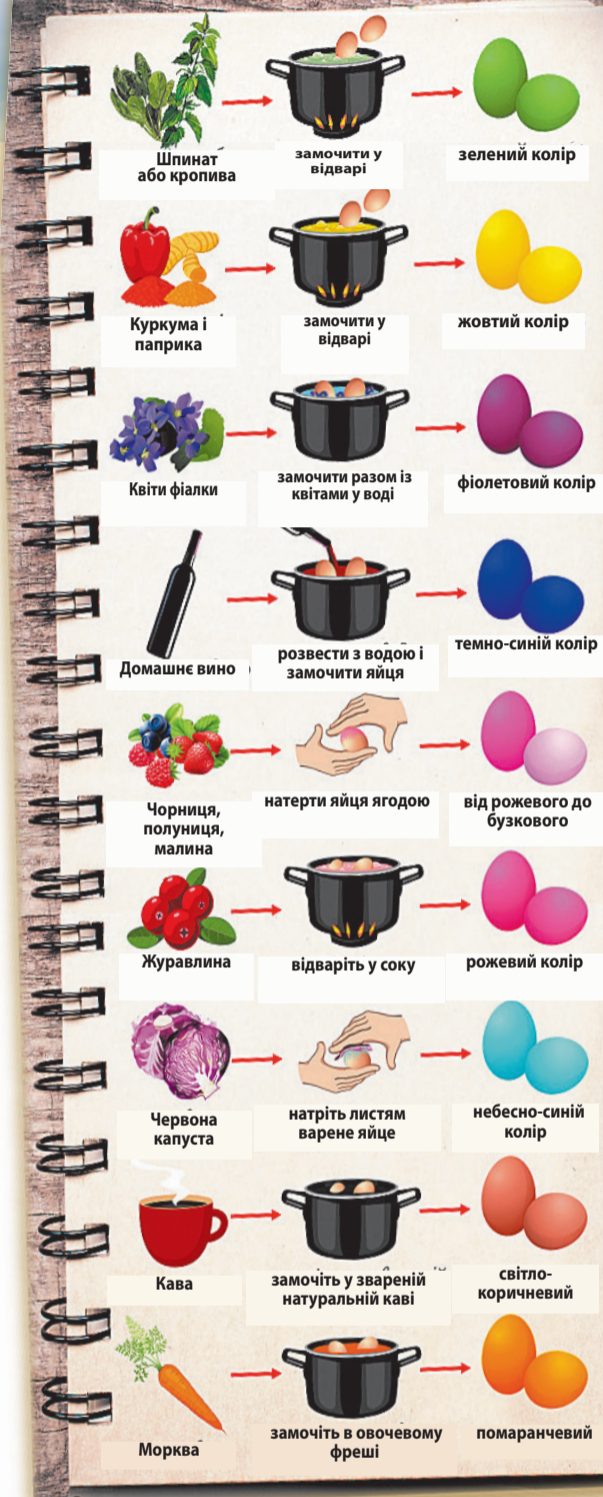 Шпинат
або кропива
замочити у
відварі
зелений колір
Куркума і
паприка
замочити у
відварі
жовтий колір
Квіти фіалки
замочити разом із
квітами у воді
фіолетовий колір
Домашнє вино
розвести з водою і
замочити яйця
темно-синій колір
Чорниця,
полуниця,
малина
натерти яйця ягодою
від рожевого до
бузкового
Журавлина
відваріть у соку
рожевий колір
Червона
капуста
натріть листям
варене яйце
небесно-синій
колір
Кава
замочіть у звареній
натуральній каві
світло-
коричневий
Морква
замочіть в овочевому
фреші
помаранчевий